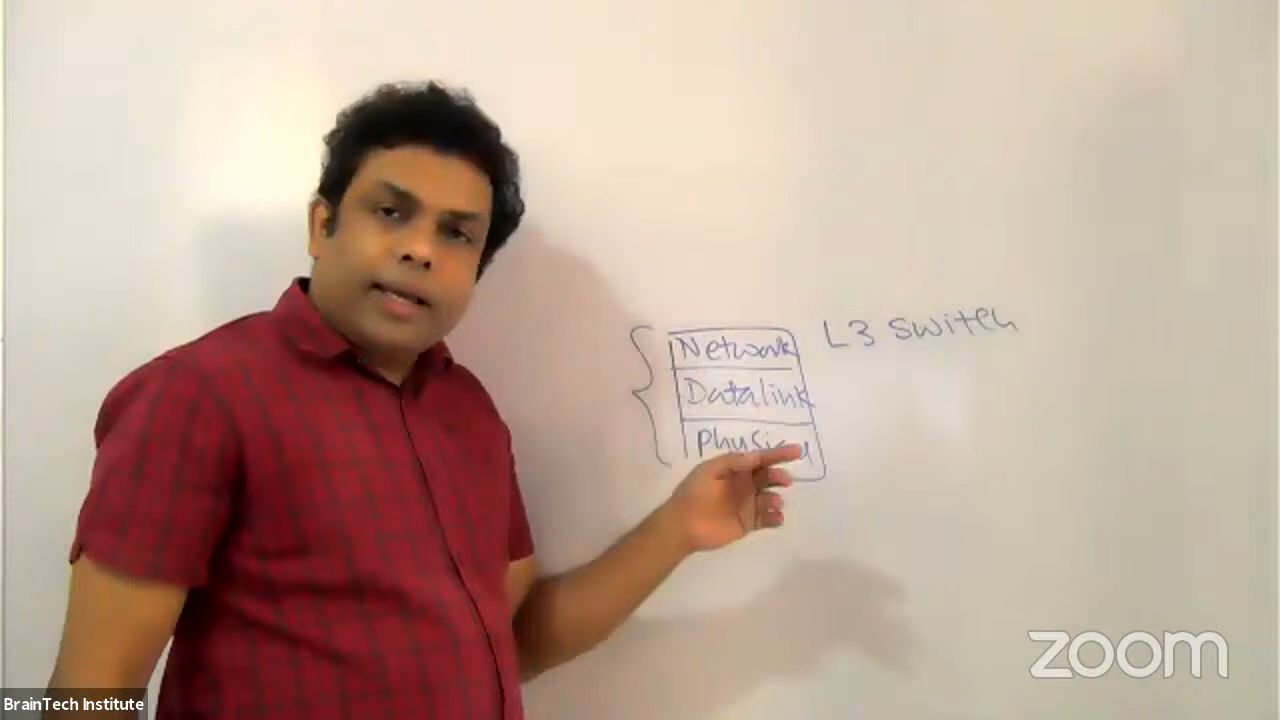 L3 switch
Network
Datalink
Physical
zoom
BrainTech Institute